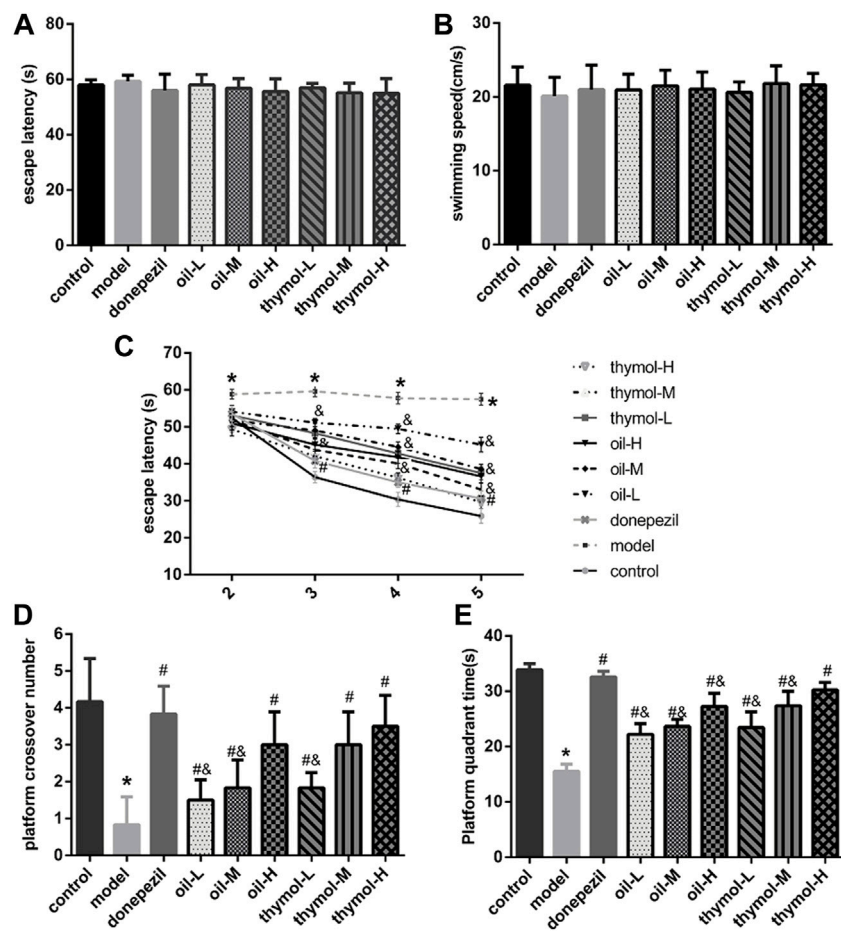 A
escape latency (s)
80
60
40
20
0
control
model
donepezil
oil-L
oil-M
oil-H
thymol-L
thymol-M
thymol-H
B
swimming speed(cm/s)
30
20
10
0
control
model
donepezil
oil-L
oil-M
oil-H
thymol-L
thymol-M
thymol-H
C
escape latency (s)
70
60
50
40
30
20
10
2
3
4
5
*
*
*
*
&
&
#
&
&
&
#
&
&
&
#
thymol-H
thymol-M
thymol-L
oil-H
oil-M
oil-L
donepezil
model
control
D
platform crossover number
6
5
4
3
2
1
0
*
#
#&
#&
#
#&
#
#
control
model
donepezil
oil-L
oil-M
oil-H
thymol-L
thymol-M
thymol-H
E
Platform quadrant time(s)
40
30
20
10
0
*
#
#&
#&
#&
#&
#&
#
control
model
donepezil
oil-L
oil-M
oil-H
thymol-L
thymol-M
thymol-H